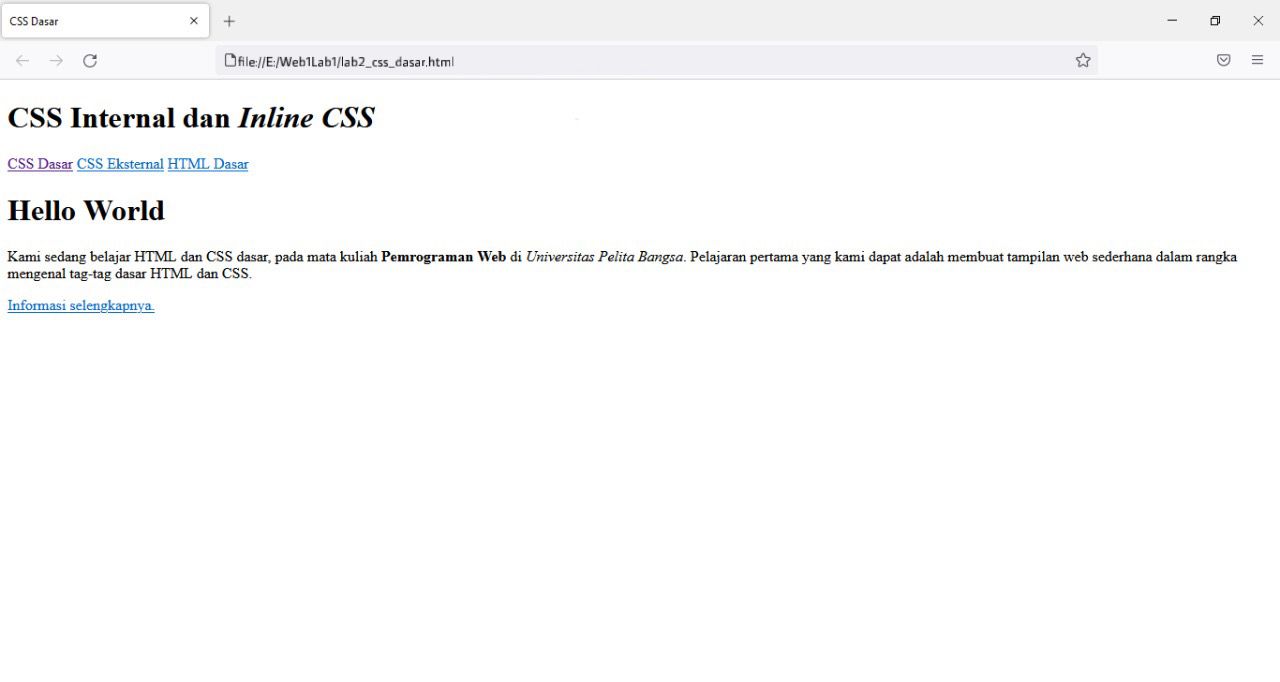 CSS Dasar
file://E:/Web1Lab1/lab2_css_dasar.html
CSS Internal dan Inline CSS
CSS Dasar CSS Eksternal HTML Dasar
Hello World
Kami sedang belajar HTML dan CSS dasar, pada mata kuliah Pemrograman Web di Universitas Pelita Bangsa. Pelajaran pertama yang kami dapat adalah membuat tampilan web sederhana dalam rangka
mengenal tag-tag dasar HTML dan CSS.
Informasi selengkapnya.